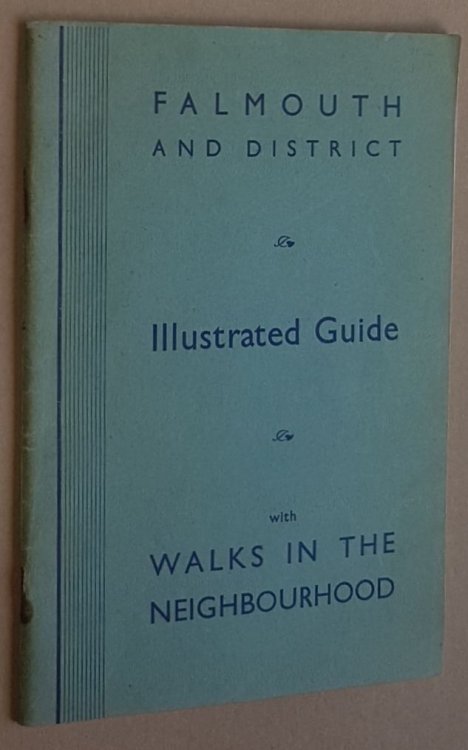 FALMOUTH
AND DISTRICT
Illustrated Guide
with
WALKS IN THE
NEIGHBOURHOOD